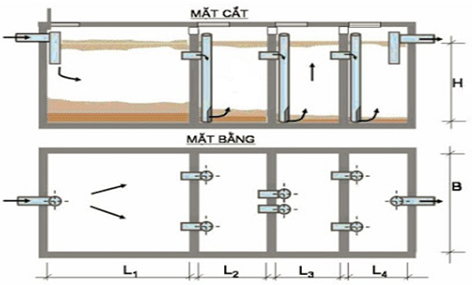 MẶT CẮT
H
MẶT BẰNG
B
L1 L2 L3 L4